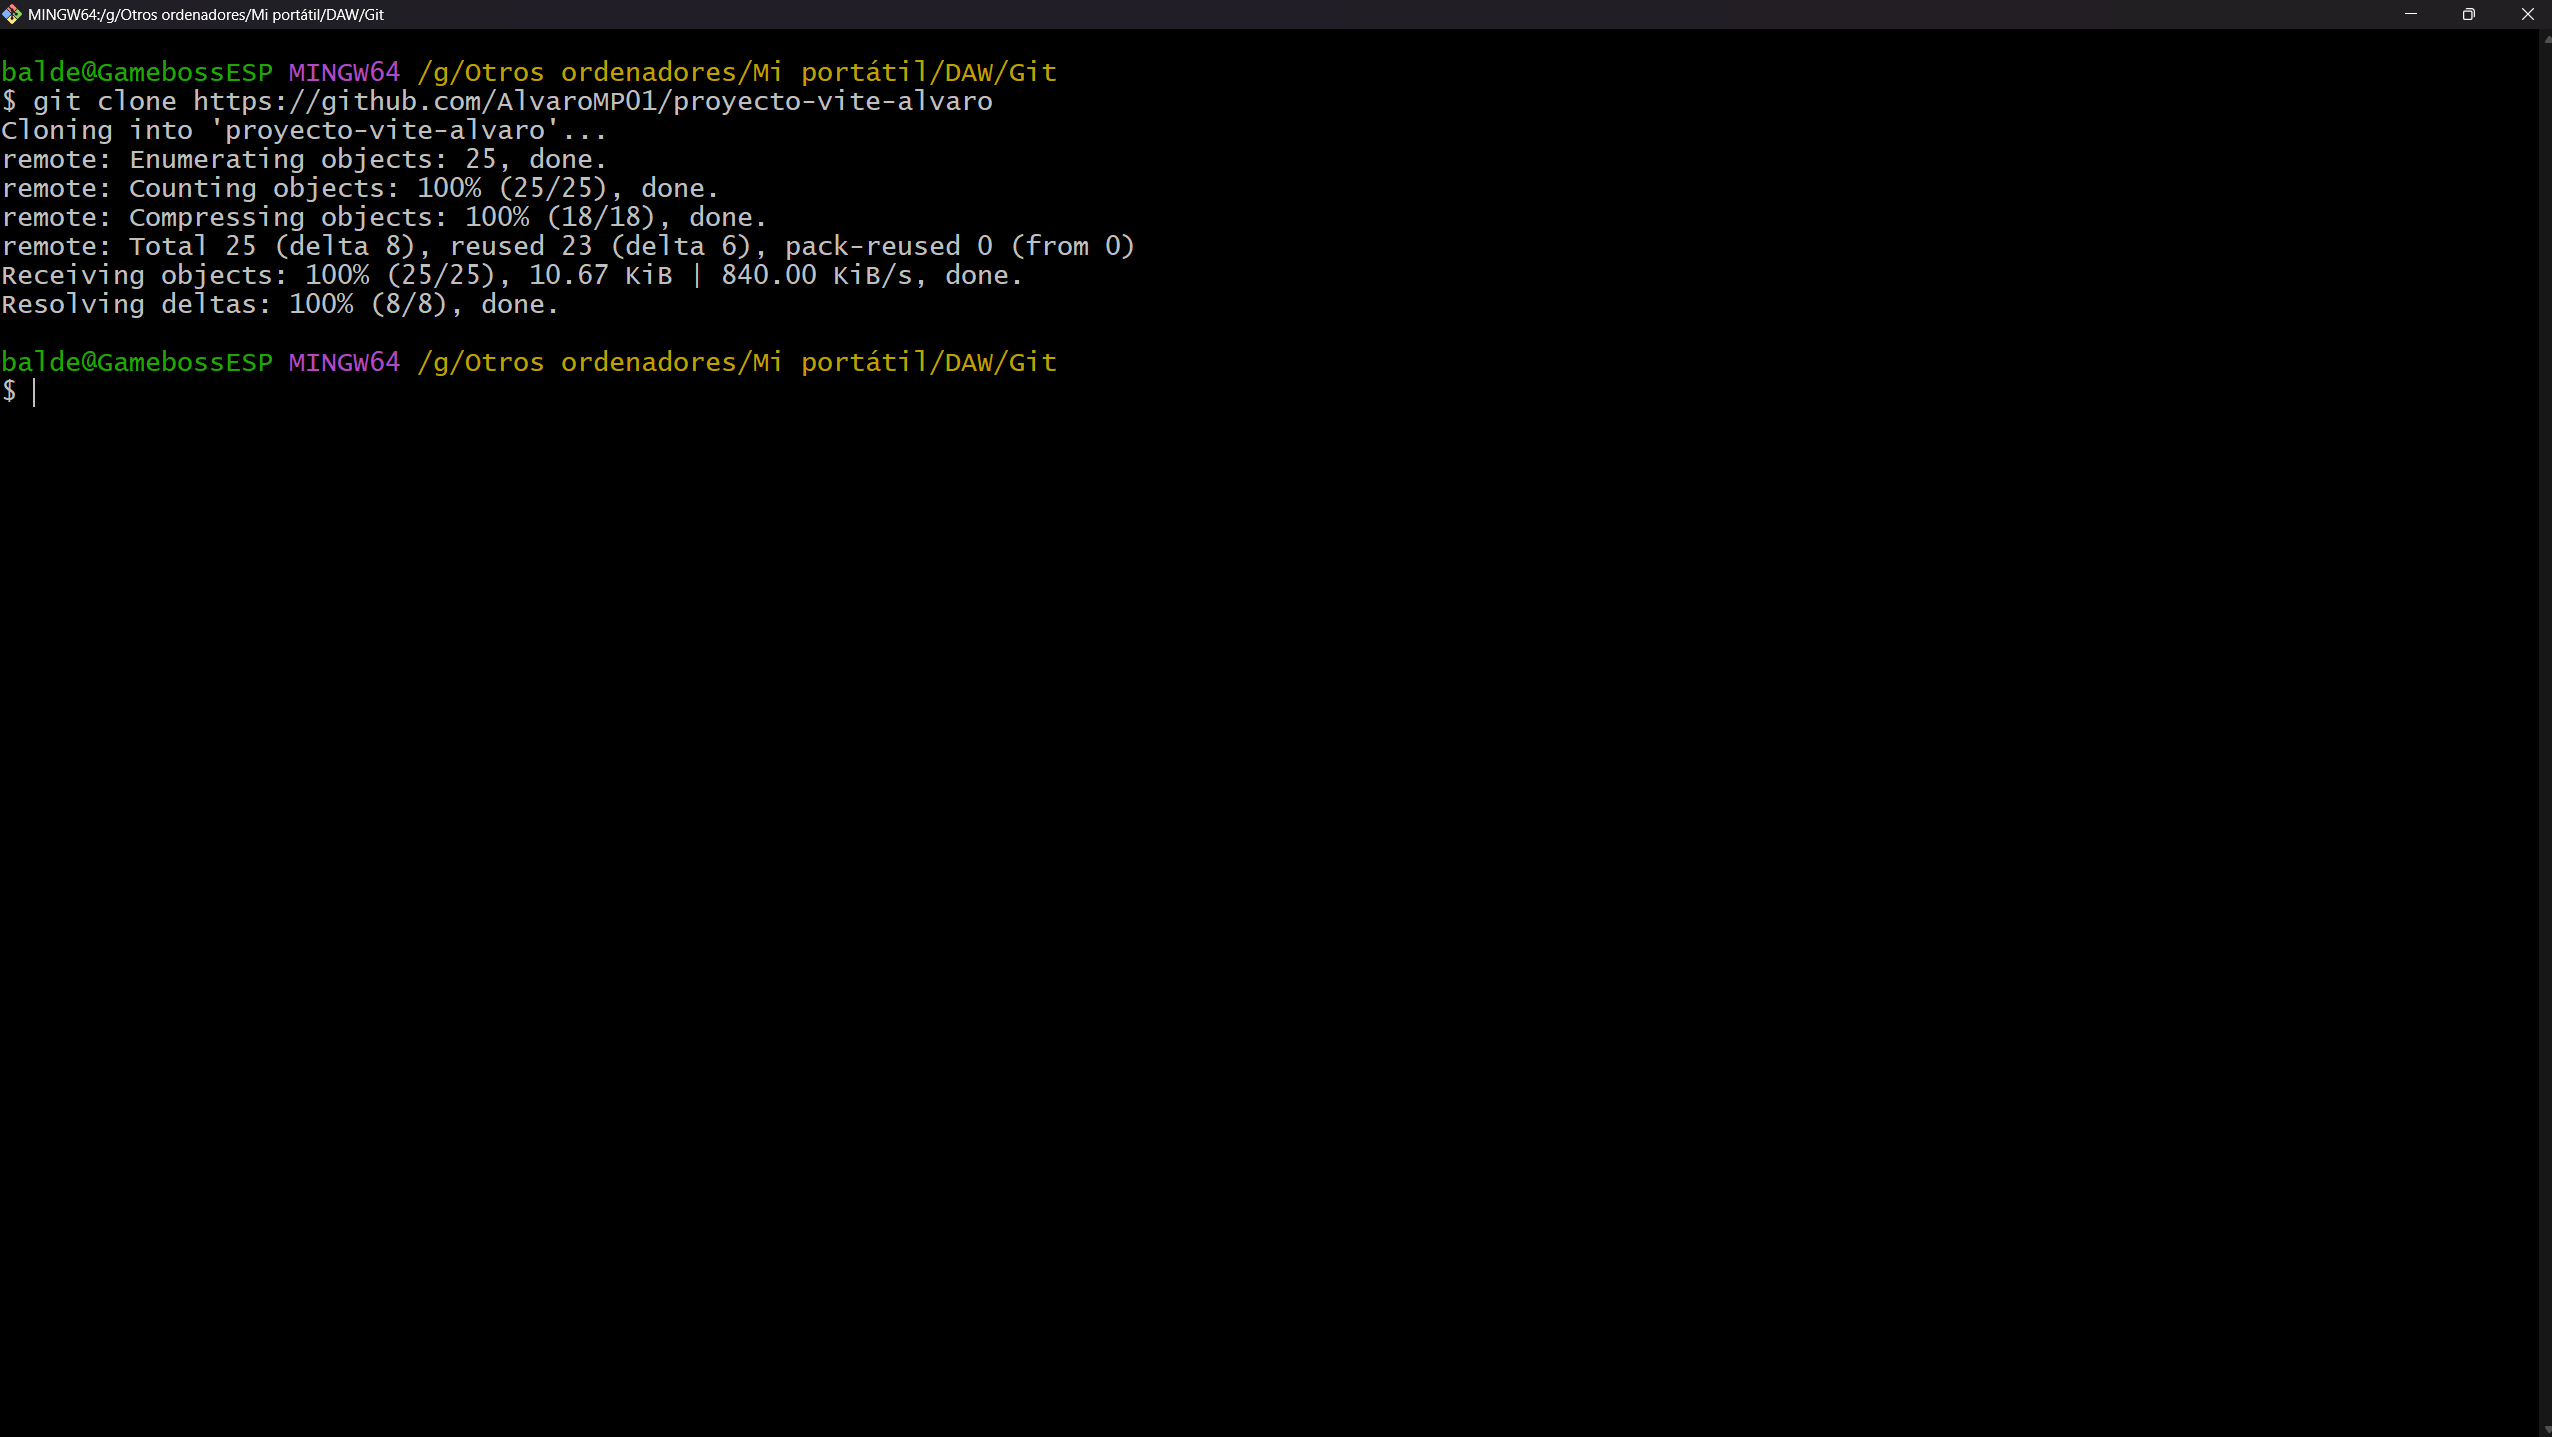 MINGW64:/g/Otros ordenadores/Mi portátil/DAW/Git
balde@GamebossESP MINGW64 /g/Otros ordenadores/Mi portátil/DAW/Git
$ git clone https://github.com/AlvaroMP01/proyecto-vite-alvaro
Cloning into 'proyecto-vite-alvaro'...
remote: Enumerating objects: 25, done.
remote: Counting objects: 100% (25/25), done.
remote: Compressing objects: 100% (18/18), done.
remote: Total 25 (delta 8), reused 23 (delta 6), pack-reused 0 (from 0)
Receiving objects: 100% (25/25), 10.67 KiB | 840.00 KiB/s, done.
Resolving deltas: 100% (8/8), done.
balde@GamebossESP MINGW64 /g/Otros ordenadores/Mi portátil/DAW/Git
$